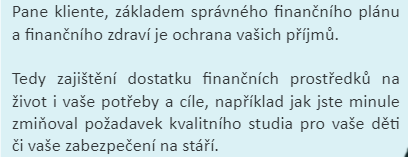 Pane kliente, základem správného finančního plánu
a finančního zdraví je ochrana vašich příjmů.
Tedy zajištění dostatku finančních prostředků na
život i vaše potřeby a cíle, například jak jste minule
zmiňoval požadavek kvalitního studia pro vaše děti
či vaše zabezpečení na stáří.